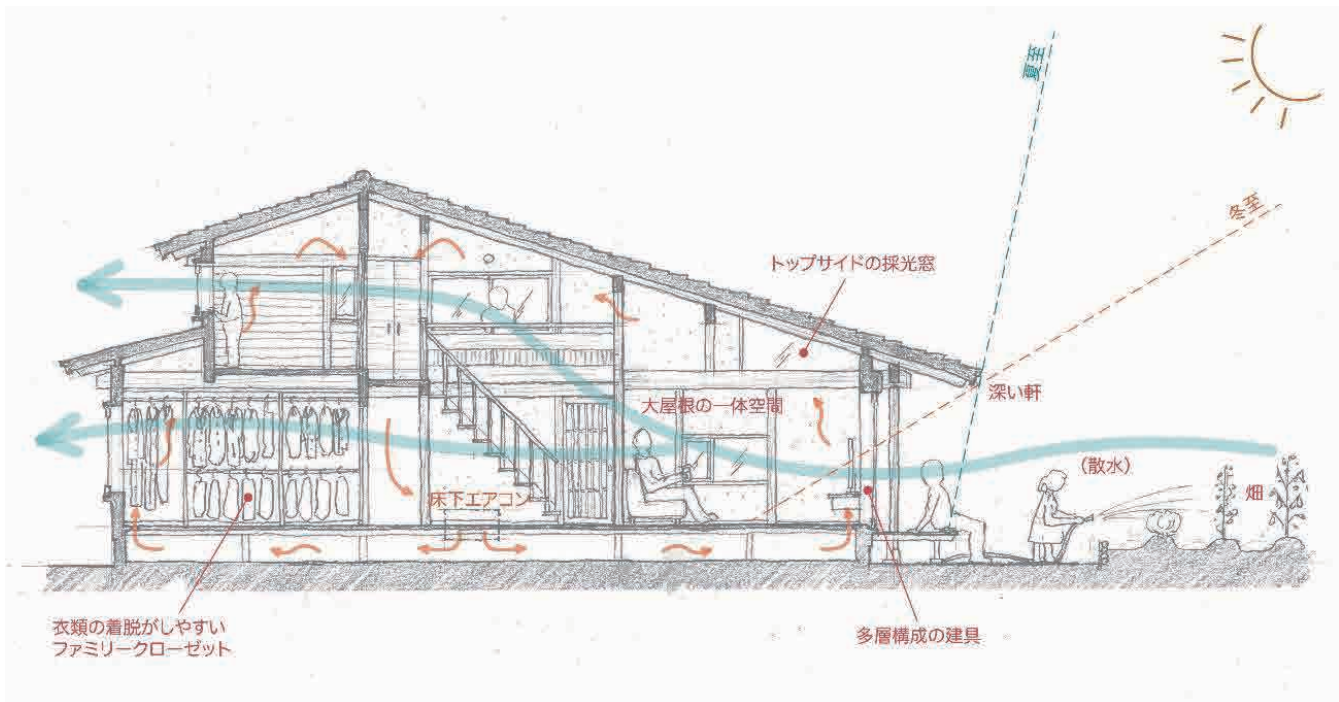 夏至
冬至
トップサイドの採光窓
深い軒
大屋根の一体空間
(散水)
畑
床下エアコン
衣類の着脱がしやすい
ファミリークローゼット
多層構成の建具